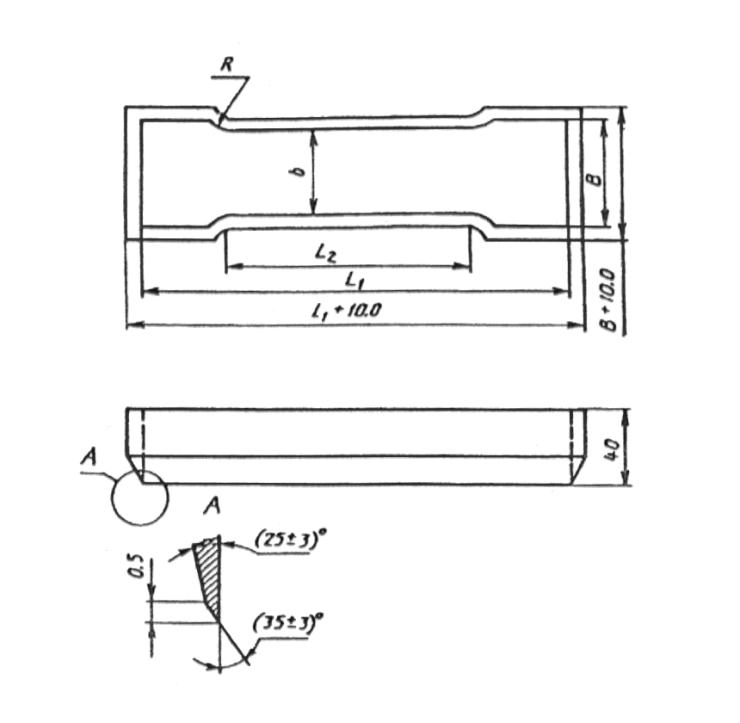 R
b
B
L₂
L₁
L₁ + 10.0
B + 10.0
A
40
A
(25±3)°
0.5
(35±3)°